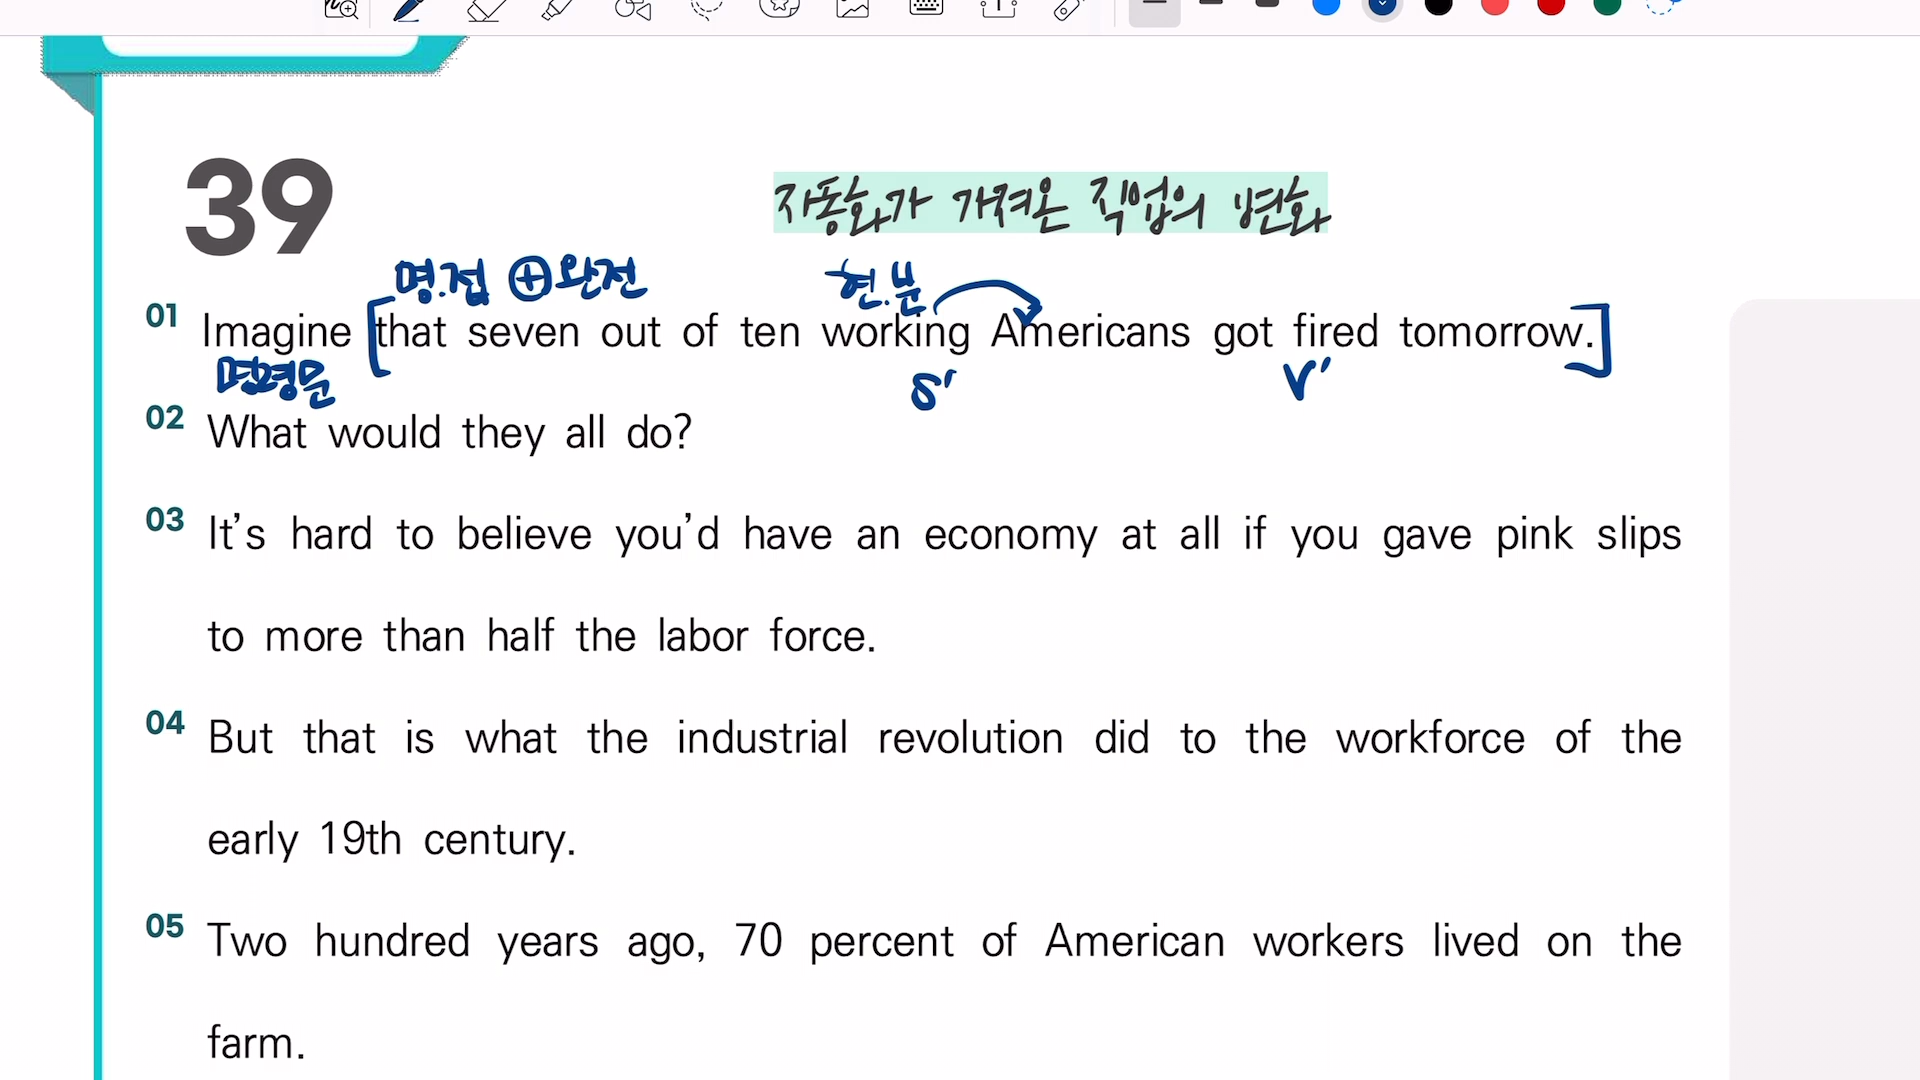 39
자동화가 가져온 직업의 변화
명.접 ⊕완전
현.분
01 Imagine [that seven out of ten working Americans got fired tomorrow.]
명령문
S′
V′
02 What would they all do?
03 It's hard to believe you'd have an economy at all if you gave pink slips
to more than half the labor force.
04 But that is what the industrial revolution did to the workforce of the
early 19th century.
05 Two hundred years ago, 70 percent of American workers lived on the
farm.